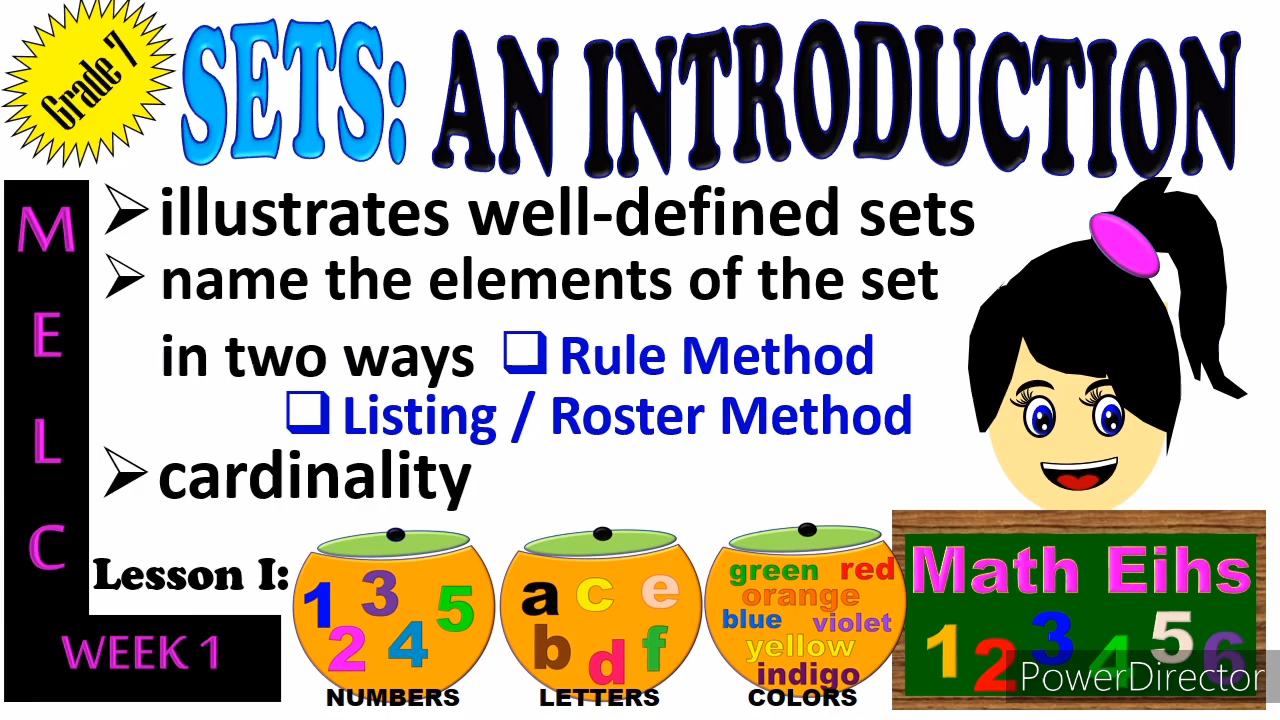 Grade 7
SETS: AN INTRODUCTION
M
E
L
C
WEEK 1
illustrates well-defined sets
name the elements of the set
in two ways ❑ Rule Method
❑ Listing / Roster Method
cardinality
Lesson I:
1 3 5
2 4
NUMBERS
a c e
b d f
LETTERS
green red
orange
blue violet
yellow
indigo
COLORS
Math Eihs
1 2 3 4 5 6
PowerDirector